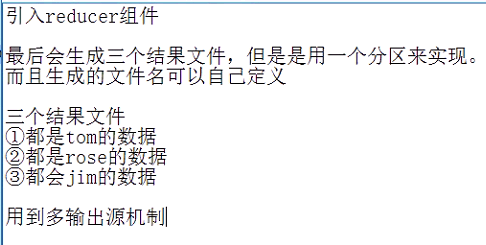 引入reducer组件
最后会生成三个结果文件，但是是用一个分区来实现。
而且生成的文件名可以自己定义
三个结果文件
①都是tom的数据
②都是rose的数据
③都会jim的数据
用到多输出源机制